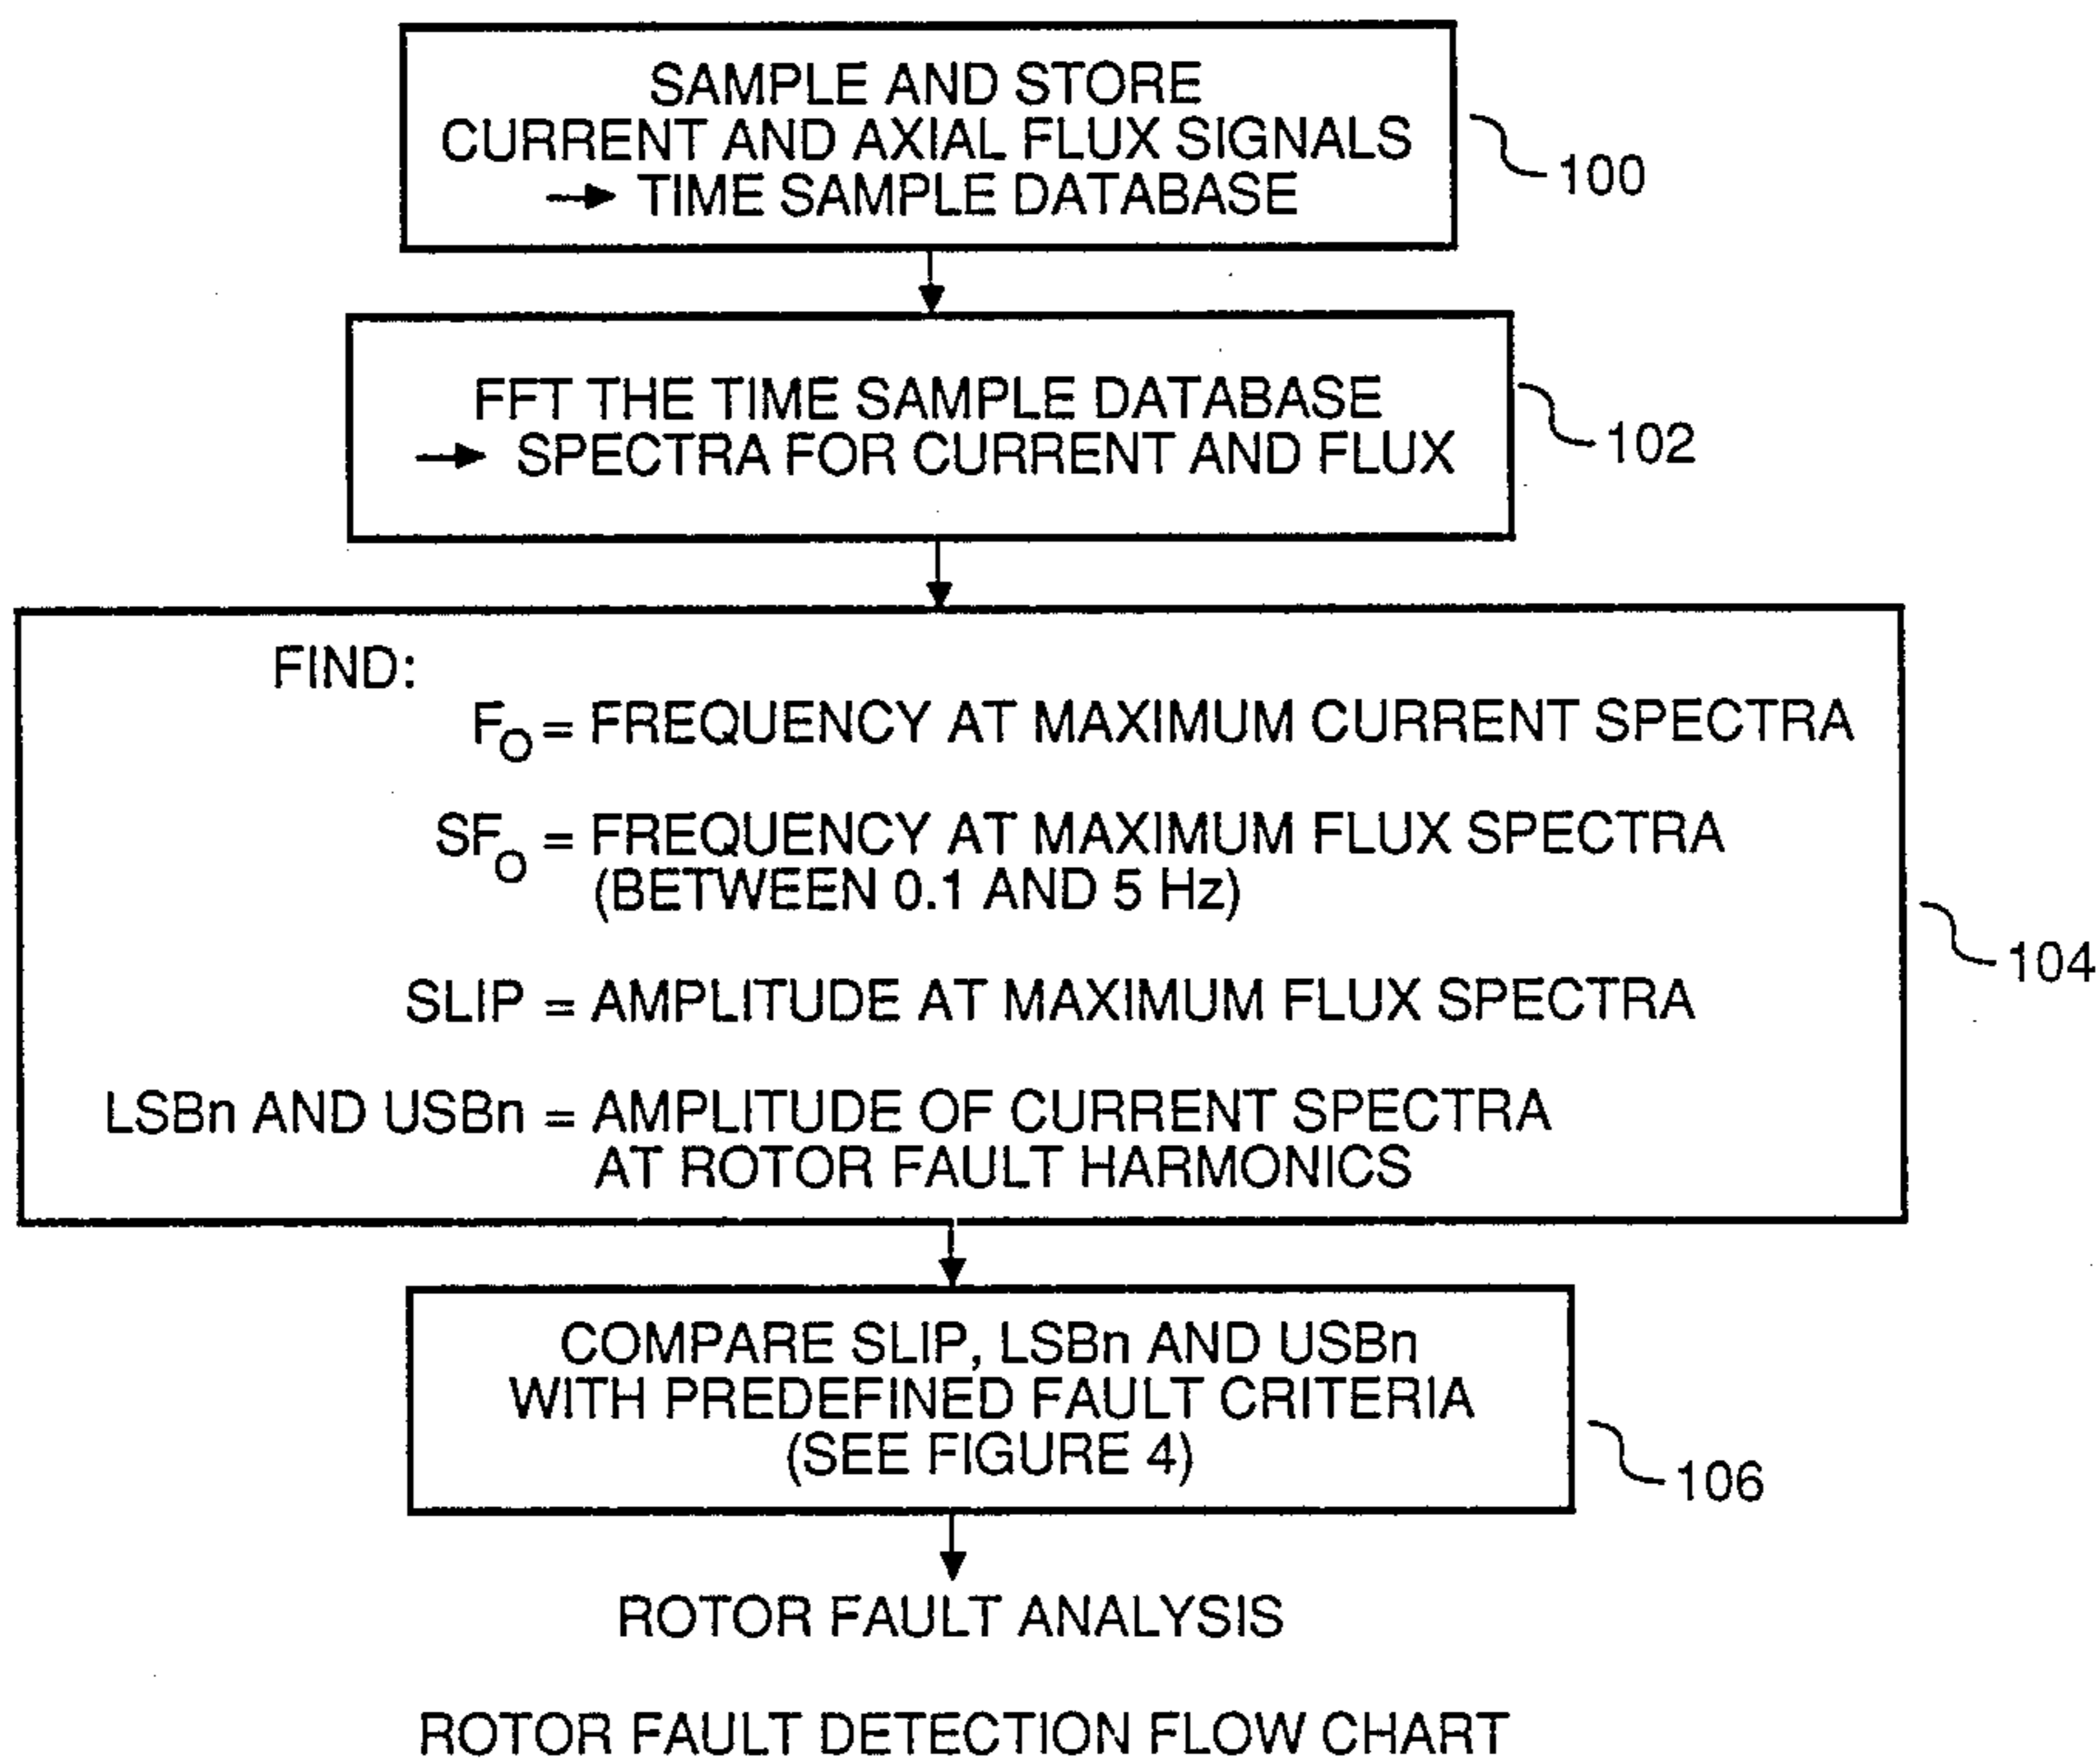 SAMPLE AND STORE
CURRENT AND AXIAL FLUX SIGNALS
→ TIME SAMPLE DATABASE
100
FFT THE TIME SAMPLE DATABASE
→ SPECTRA FOR CURRENT AND FLUX
102
FIND:
FO = FREQUENCY AT MAXIMUM CURRENT SPECTRA
SFO = FREQUENCY AT MAXIMUM FLUX SPECTRA
(BETWEEN 0.1 AND 5 Hz)
104
SLIP = AMPLITUDE AT MAXIMUM FLUX SPECTRA
LSBn AND USBn = AMPLITUDE OF CURRENT SPECTRA
AT ROTOR FAULT HARMONICS
COMPARE SLIP, LSBn AND USBn
WITH PREDEFINED FAULT CRITERIA
(SEE FIGURE 4)
106
ROTOR FAULT ANALYSIS
ROTOR FAULT DETECTION FLOW CHART